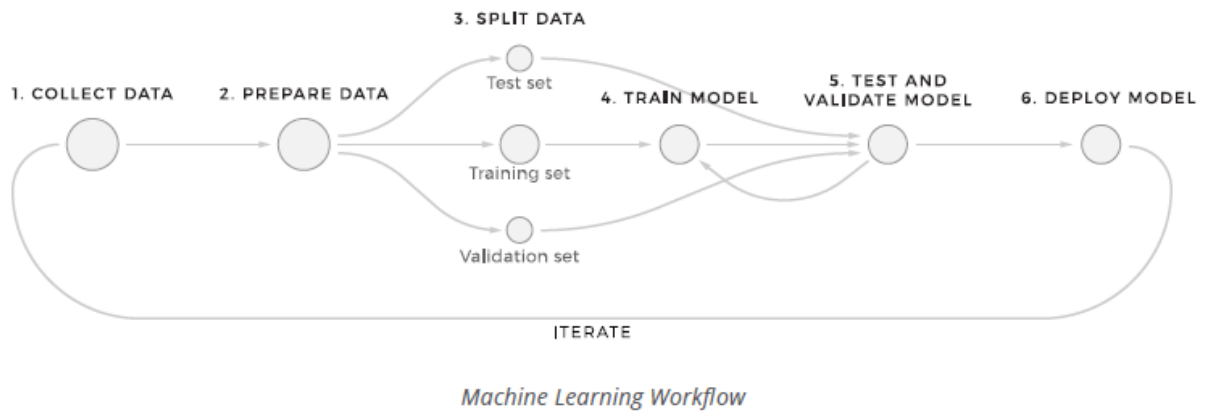 3. SPLIT DATA
Test set
1. COLLECT DATA
2. PREPARE DATA
4. TRAIN MODEL
5. TEST AND
VALIDATE MODEL
6. DEPLOY MODEL
Training set
Validation set
ITERATE
Machine Learning Workflow